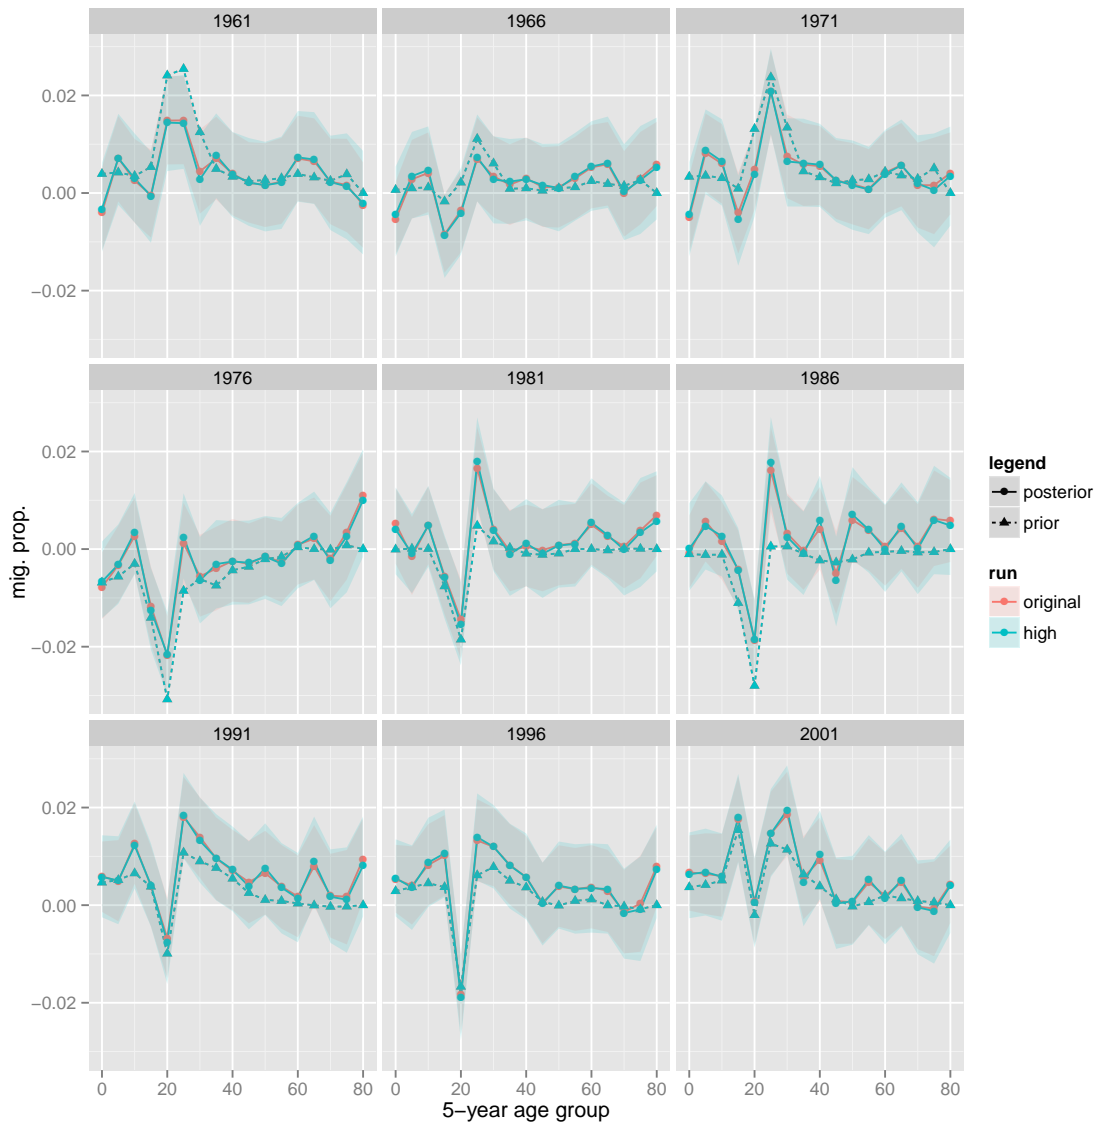 1961 1966 1971
0.02
0.00
−0.02
1976 1981 1986
0.02
0.00
−0.02
1991 1996 2001
0.02
0.00
−0.02
0 20 40 60 80 0 20 40 60 80 0 20 40 60 80
5−year age group
mig. prop.
legend
posterior
prior
run
original
high